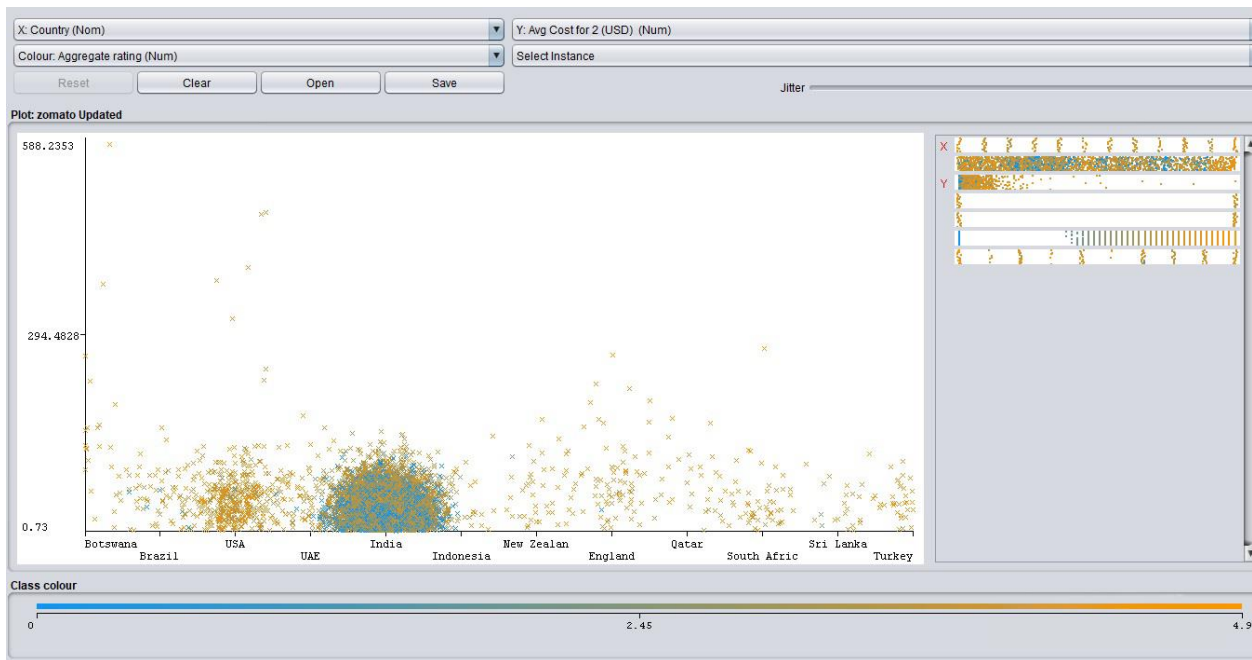 X: Country (Nom)
Y: Avg Cost for 2 (USD) (Num)
Colour: Aggregate rating (Num)
Select Instance
Reset
Clear
Open
Save
Jitter
Plot: zomato Updated
588.2353
294.4828
0.73
Botswana
Brazil
USA
UAE
India
Indonesia
New Zealan
England
Qatar
South Afric
Sri Lanka
Turkey
X
Y
Class colour
0
2.45
4.9